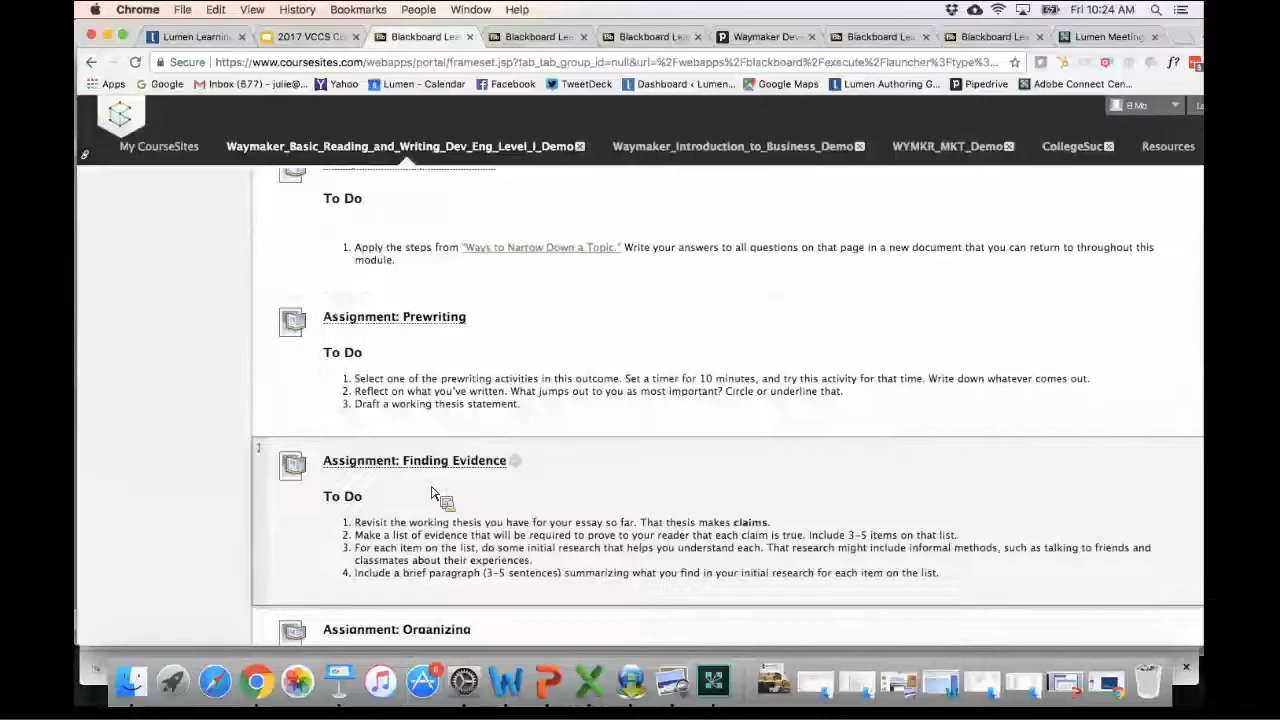 Chrome File Edit View History Bookmarks People Window Help Fri 10:24 AM
Lumen Learnin 2017 VCCS C Blackboard Lea Blackboard Le Blackboard Lea Waymaker Dev Blackboard Lea Blackboard Lea Lumen Meeting
Secure https://www.coursesites.com/webapps/portal/frameset.jsp?tab_tab_group_id=null&url=%2Fwebapps%2Fblackboard%2Fexecute%2Flauncher%3Ftype%3...
Apps Google Inbox (677) - julie@... Yahoo Lumen - Calendar Facebook TweetDeck Dashboard ‹ Lumen... Google Maps Lumen Authoring G... Pipedrive Adobe Connect Cen...
B Mo
My CourseSites Waymaker_Basic_Reading_and_Writing_Dev_Eng_Level_I_Demo Waymaker_Introduction_to_Business_Demo WYMKR_MKT_Demo CollegeSuc Resources
To Do
1. Apply the steps from "Ways to Narrow Down a Topic." Write your answers to all questions on that page in a new document that you can return to throughout this
module.
Assignment: Prewriting
To Do
1. Select one of the prewriting activities in this outcome. Set a timer for 10 minutes, and try this activity for that time. Write down whatever comes out.
2. Reflect on what you've written. What jumps out to you as most important? Circle or underline that.
3. Draft a working thesis statement.
Assignment: Finding Evidence
To Do
1. Revisit the working thesis you have for your essay so far. That thesis makes claims.
2. Make a list of evidence that will be required to prove to your reader that each claim is true. Include 3-5 items on that list.
3. For each item on the list, do some initial research that helps you understand each. That research might include informal methods, such as talking to friends and
classmates about their experiences.
4. Include a brief paragraph (3-5 sentences) summarizing what you find in your initial research for each item on the list.
Assignment: Organizing